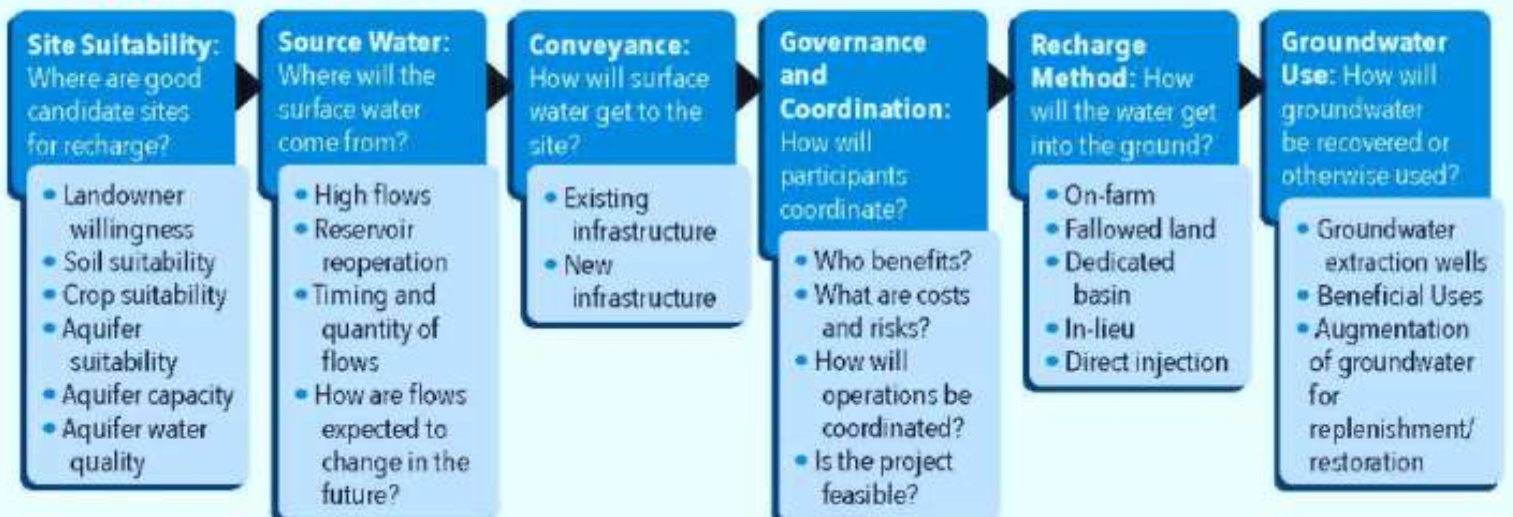 Site Suitability:
Where are good
candidate sites
for recharge?
• Landowner
willingness
• Soil suitability
• Crop suitability
• Aquifer
suitability
• Aquifer capacity
• Aquifer water
quality
Source Water:
Where will the
surface water
come from?
• High flows
• Reservoir
reoperation
• Timing and
quantity of
flows
• How are flows
expected to
change in the
future?
Conveyance:
How will surface
water get to the
site?
• Existing
infrastructure
• New
infrastructure
Governance
and
Coordination:
How will
participants
coordinate?
• Who benefits?
• What are costs
and risks?
• How will
operations be
coordinated?
• Is the project
feasible?
Recharge
Method: How
will the water get
into the ground?
• On-farm
• Fallowed land
• Dedicated
basin
• In-lieu
• Direct injection
Groundwater
Use: How will
groundwater
be recovered or
otherwise used?
• Groundwater
extraction wells
• Beneficial Uses
• Augmentation
of groundwater
for
replenishment/
restoration